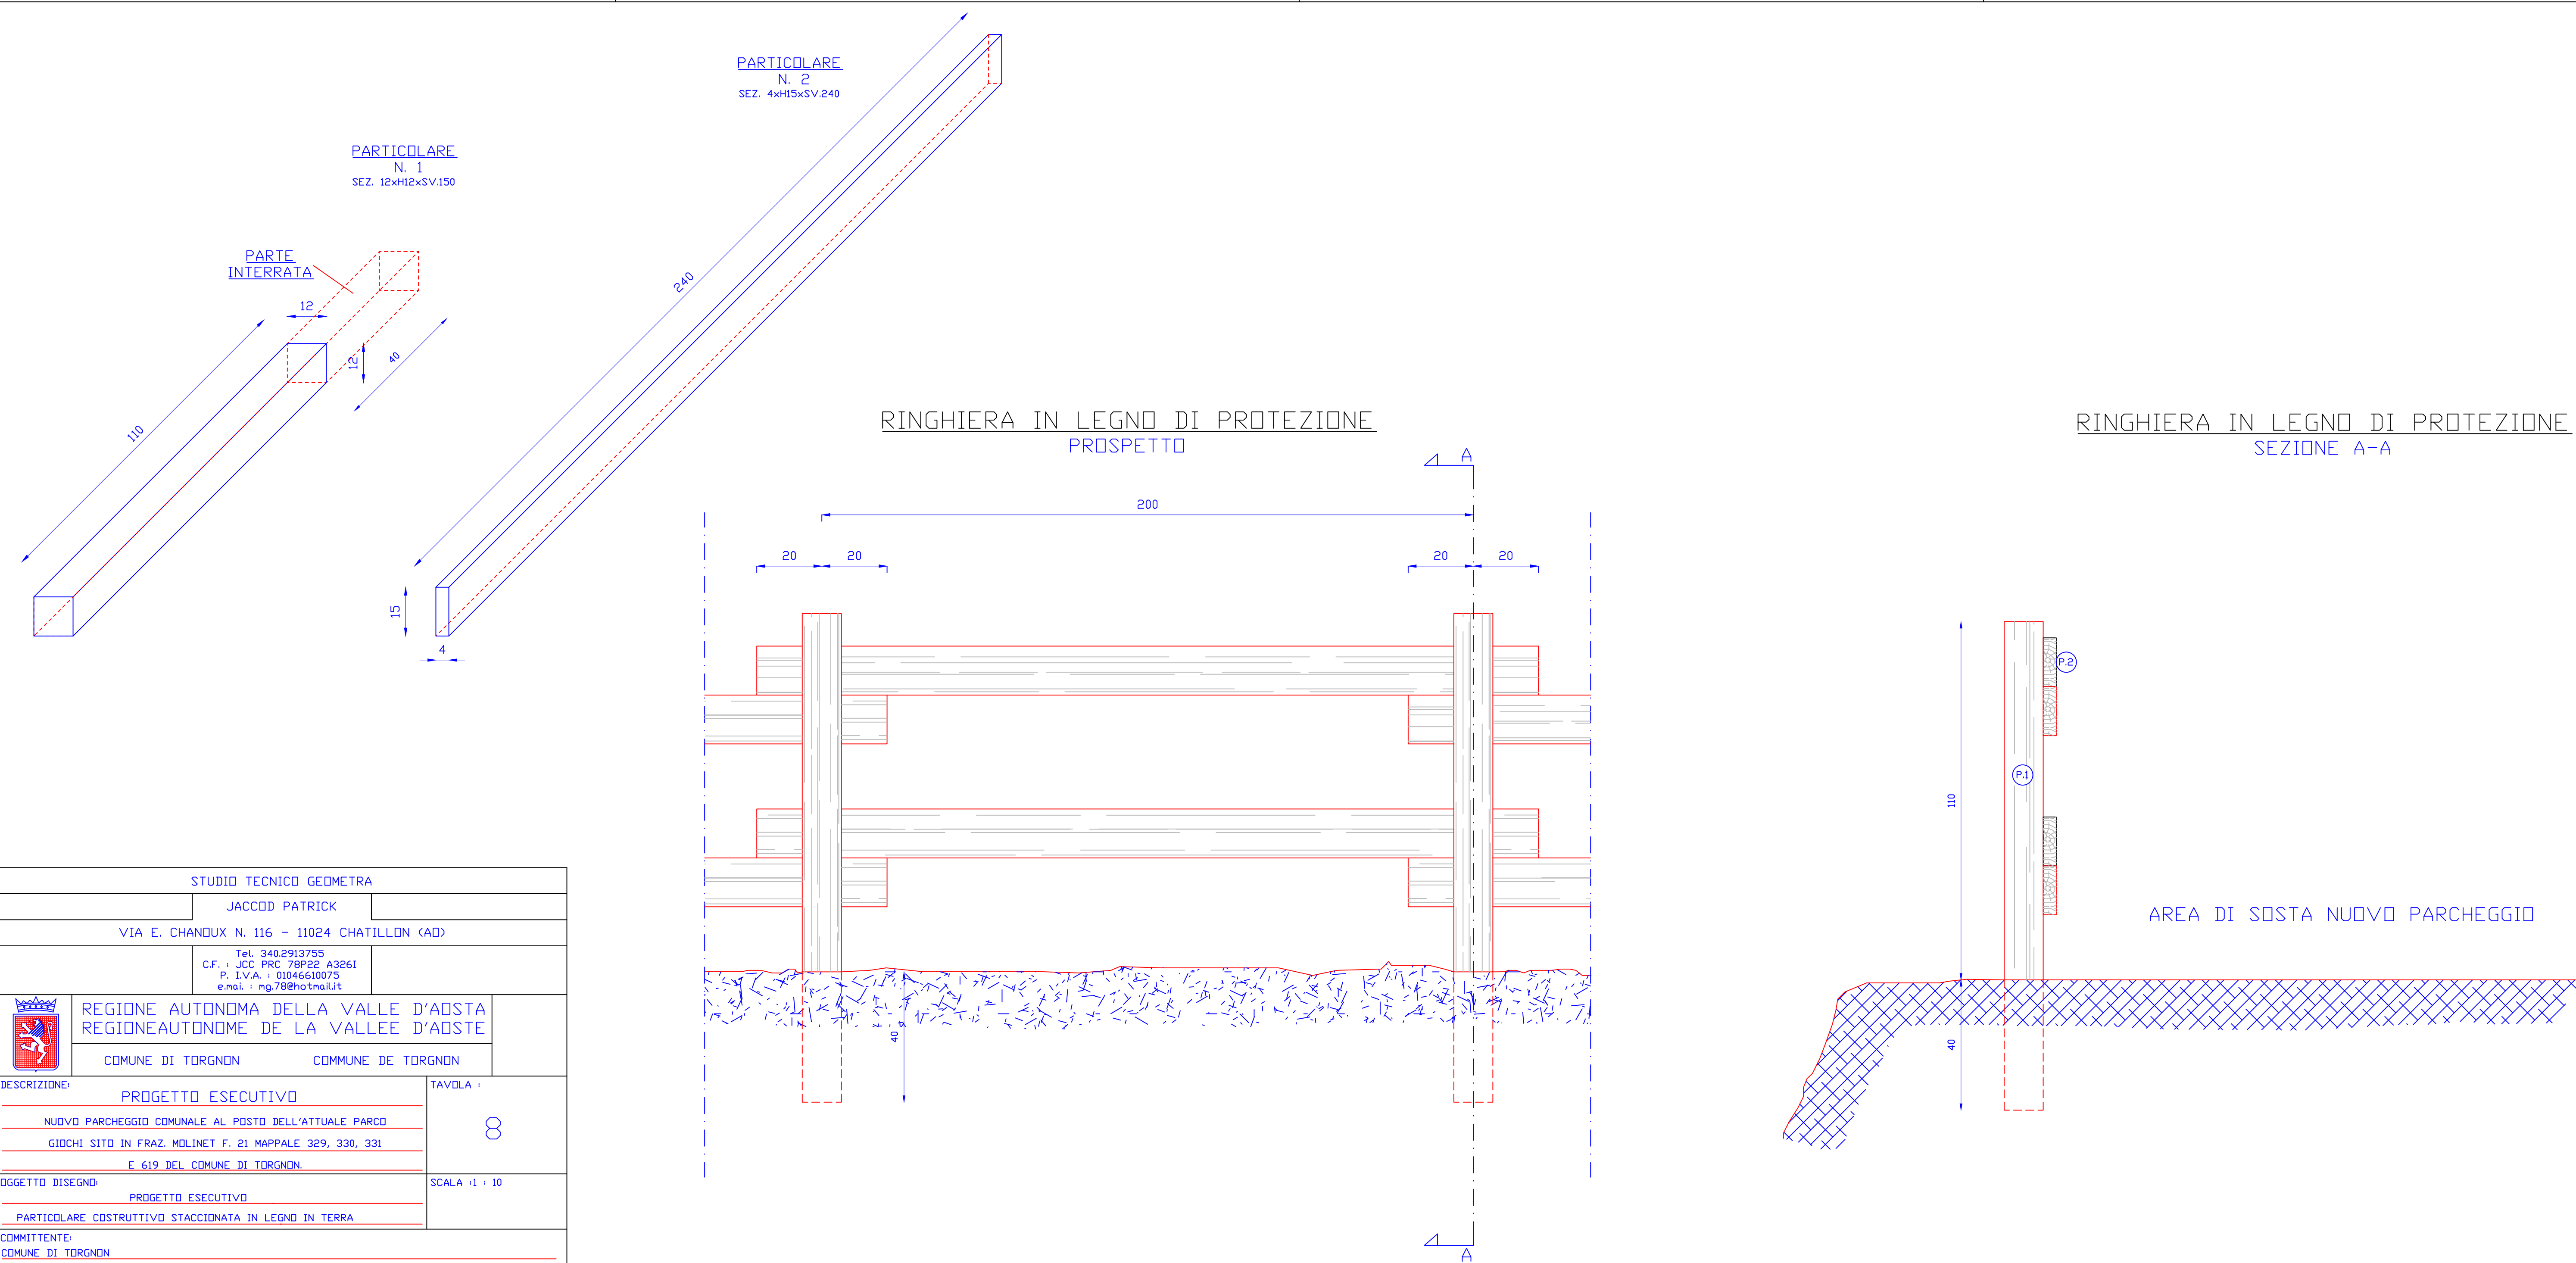 PARTICOLARE
N. 2
SEZ. 4xH15xSV.240
PARTICOLARE
N. 1
SEZ. 12xH12xSV.150
PARTE
INTERRATA
12
12
40
110
240
15
4
RINGHIERA IN LEGNO DI PROTEZIONE
PROSPETTO
A
200
20
20
20
20
40
A
RINGHIERA IN LEGNO DI PROTEZIONE
SEZIONE A-A
P.2
P.1
110
40
AREA DI SOSTA NUOVO PARCHEGGIO
STUDIO TECNICO GEOMETRA
JACCOD PATRICK
VIA E. CHANOUX N. 116 - 11024 CHATILLON (AO)
Tel. 340.2913755
C.F. : JCC PRC 78P22 A326I
P. I.V.A. : 01046610075
e.mai. : mg.78@hotmail.it
REGIONE AUTONOMA DELLA VALLE D'AOSTA
REGIONEAUTONOME DE LA VALLEE D'AOSTE
COMUNE DI TORGNON COMMUNE DE TORGNON
DESCRIZIONE:
PROGETTO ESECUTIVO
NUOVO PARCHEGGIO COMUNALE AL POSTO DELL'ATTUALE PARCO
GIOCHI SITO IN FRAZ. MOLINET F. 21 MAPPALE 329, 330, 331
E 619 DEL COMUNE DI TORGNON.
TAVOLA :
8
OGGETTO DISEGNO:
PROGETTO ESECUTIVO
PARTICOLARE COSTRUTTIVO STACCIONATA IN LEGNO IN TERRA
SCALA :1 : 10
COMMITTENTE:
COMUNE DI TORGNON